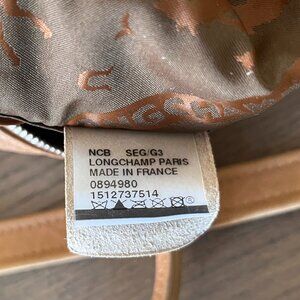 NCB SEG/G3
LONGCHAMP PARIS
MADE IN FRANCE
0894980
1512737514